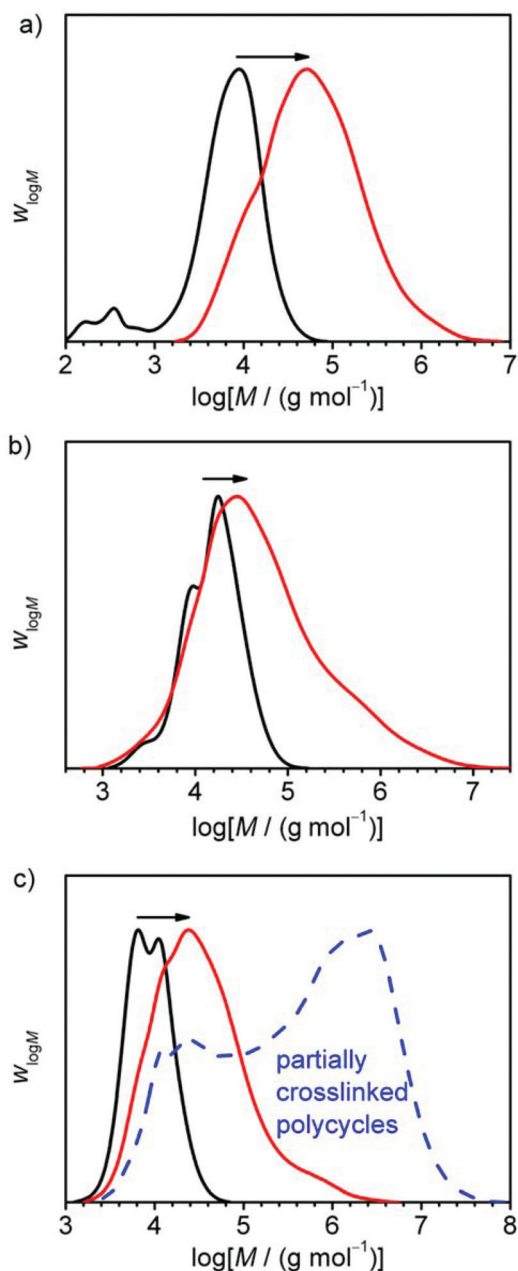 a)
w_logM
2 3 4 5 6 7
log[M / (g mol⁻¹)]
b)
w_logM
3 4 5 6 7
log[M / (g mol⁻¹)]
c)
partially
crosslinked
polycycles
w_logM
3 4 5 6 7 8
log[M / (g mol⁻¹)]